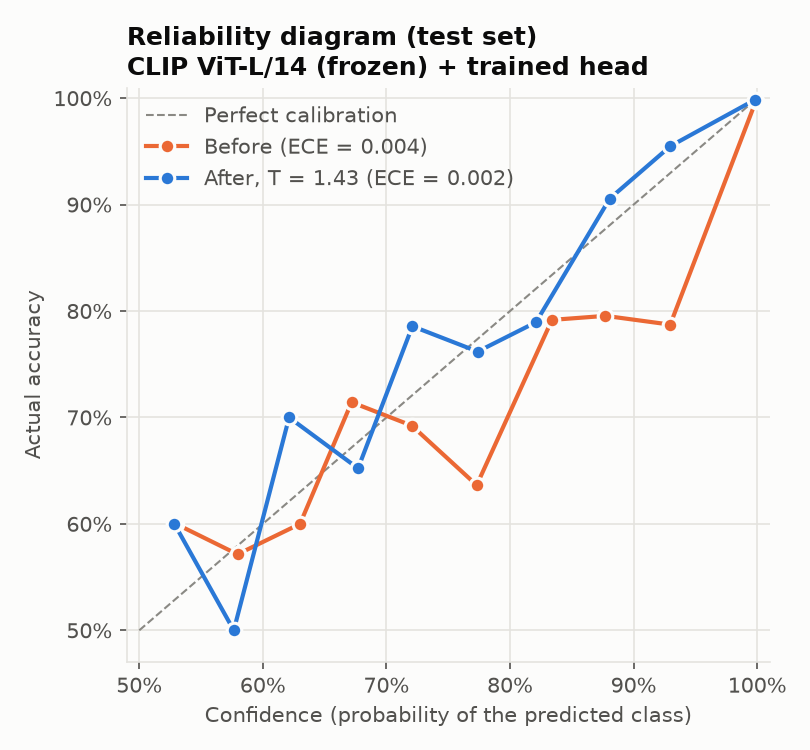 Reliability diagram (test set)
CLIP ViT-L/14 (frozen) + trained head
100%
90%
80%
70%
60%
50%
Actual accuracy
Perfect calibration
Before (ECE = 0.004)
After, T = 1.43 (ECE = 0.002)
50%
60%
70%
80%
90%
100%
Confidence (probability of the predicted class)